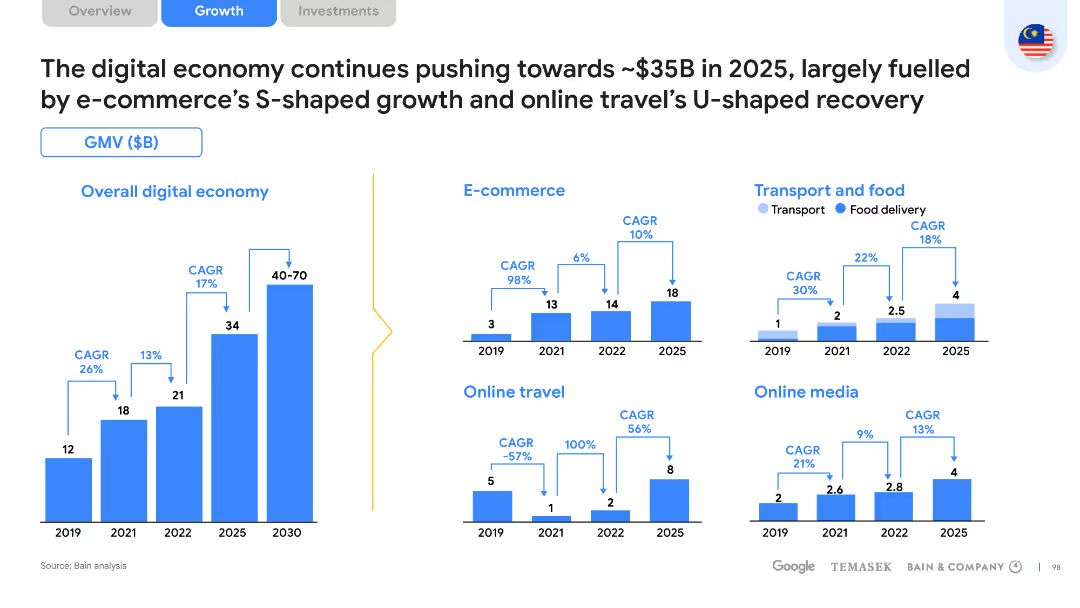 Overview
Growth
Investments
The digital economy continues pushing towards ~$35B in 2025, largely fuelled
by e-commerce’s S-shaped growth and online travel’s U-shaped recovery
GMV ($B)
Overall digital economy
CAGR
26%
13%
CAGR
17%
12
18
21
34
40-70
2019
2021
2022
2025
2030
E-commerce
CAGR
98%
6%
CAGR
10%
3
13
14
18
2019
2021
2022
2025
Transport and food
Transport
Food delivery
CAGR
30%
22%
CAGR
18%
1
2
2.5
4
2019
2021
2022
2025
Online travel
CAGR
-57%
100%
CAGR
56%
5
1
2
8
2019
2021
2022
2025
Online media
CAGR
21%
9%
CAGR
13%
2
2.6
2.8
4
2019
2021
2022
2025
Source: Bain analysis
Google
TEMASEK
BAIN & COMPANY
98